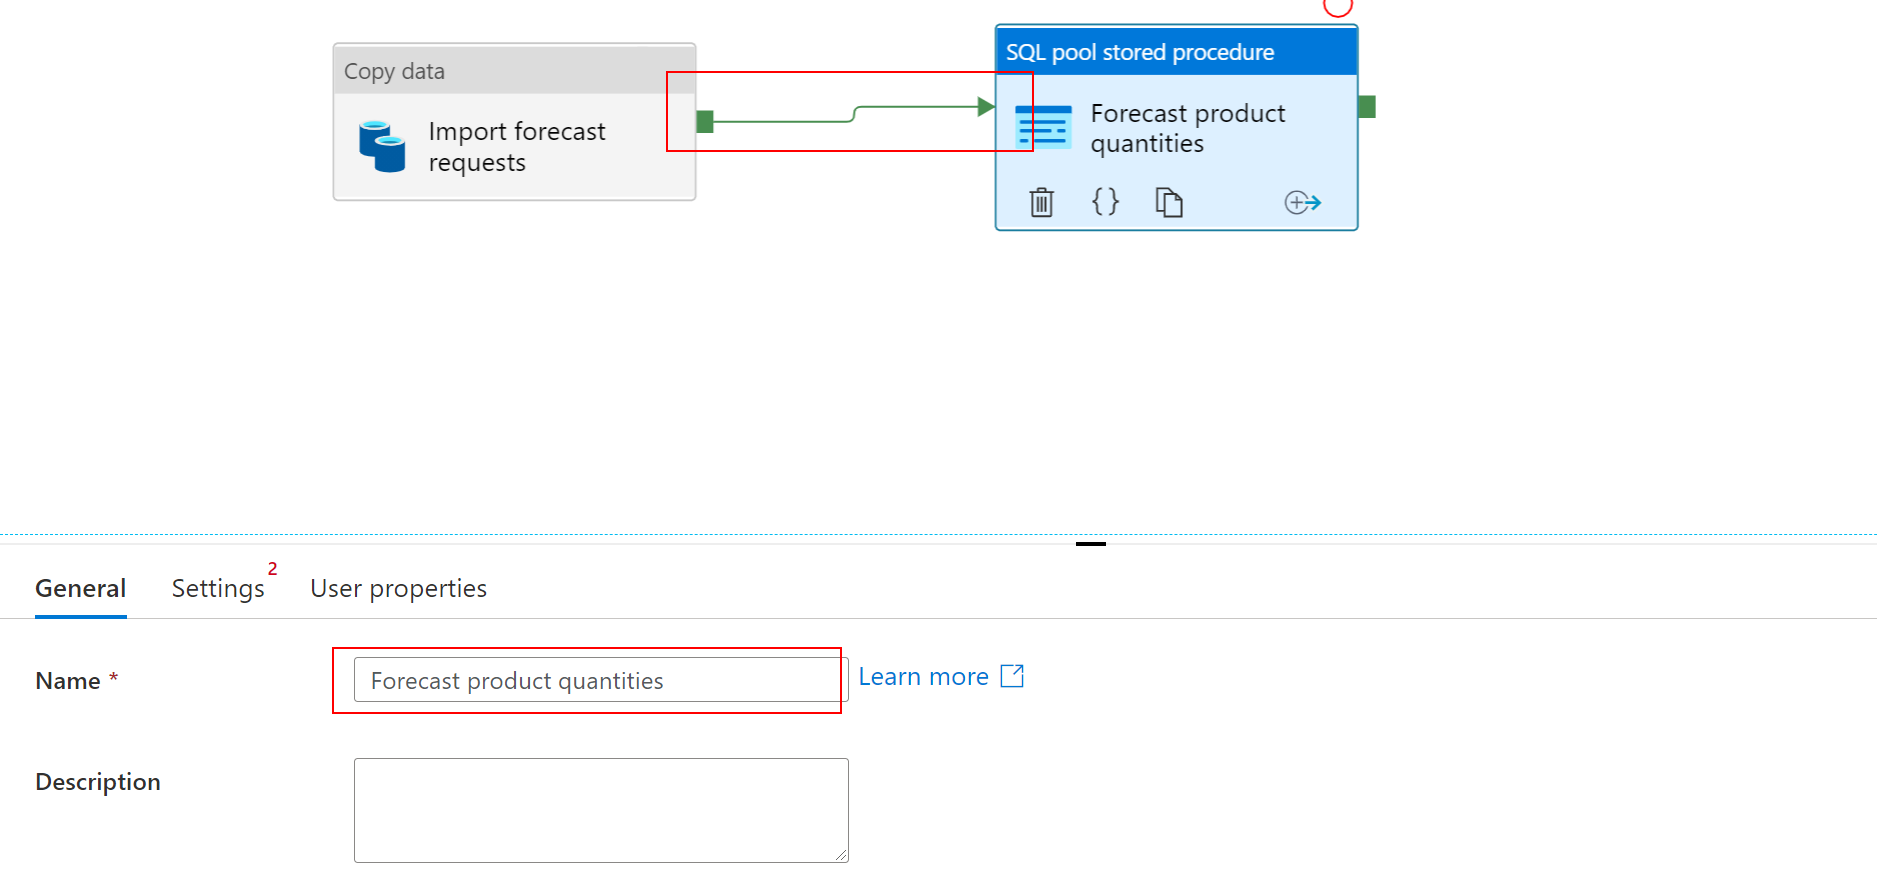 Copy data
Import forecast
requests
SQL pool stored procedure
Forecast product
quantities
{}
General
Settings 2
User properties
Name *
Forecast product quantities
Learn more
Description